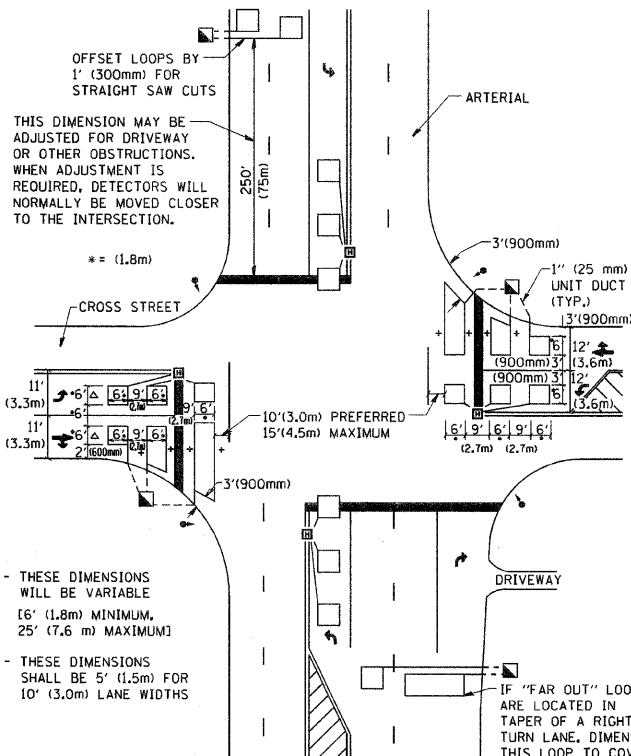 OFFSET LOOPS BY
1' (300mm) FOR
STRAIGHT SAW CUTS
THIS DIMENSION MAY BE
ADJUSTED FOR DRIVEWAY
OR OTHER OBSTRUCTIONS.
WHEN ADJUSTMENT IS
REQUIRED, DETECTORS WILL
NORMALLY BE MOVED CLOSER
TO THE INTERSECTION.
* = (1.8m)
250'
(75m)
ARTERIAL
3'(900mm)
1" (25 mm)
UNIT DUCT
(TYP.)
3'(900mm)
CROSS STREET
H
H
11'
(3.3m)
*6'
△
6'
9'
6'
(2.7m)
*6'
9'
6'
(2.7m)
11'
(3.3m)
*6'
△
6'
9'
6'
(2.7m)
2'
(600mm)
3'(900mm)
10'(3.0m) PREFERRED
15'(4.5m) MAXIMUM
6'
12'
(3.6m)
(900mm)
3'
(900mm)
3'
12'
6'
(3.6m)
H
6' 9' 6' 9' 6'
(2.7m) (2.7m)
H
- THESE DIMENSIONS
WILL BE VARIABLE
[6' (1.8m) MINIMUM,
25' (7.6 m) MAXIMUM]
- THESE DIMENSIONS
SHALL BE 5' (1.5m) FOR
10' (3.0m) LANE WIDTHS
DRIVEWAY
IF "FAR OUT" LOO
ARE LOCATED IN
TAPER OF A RIGHT
TURN LANE, DIMEN
THIS LOOP TO COV